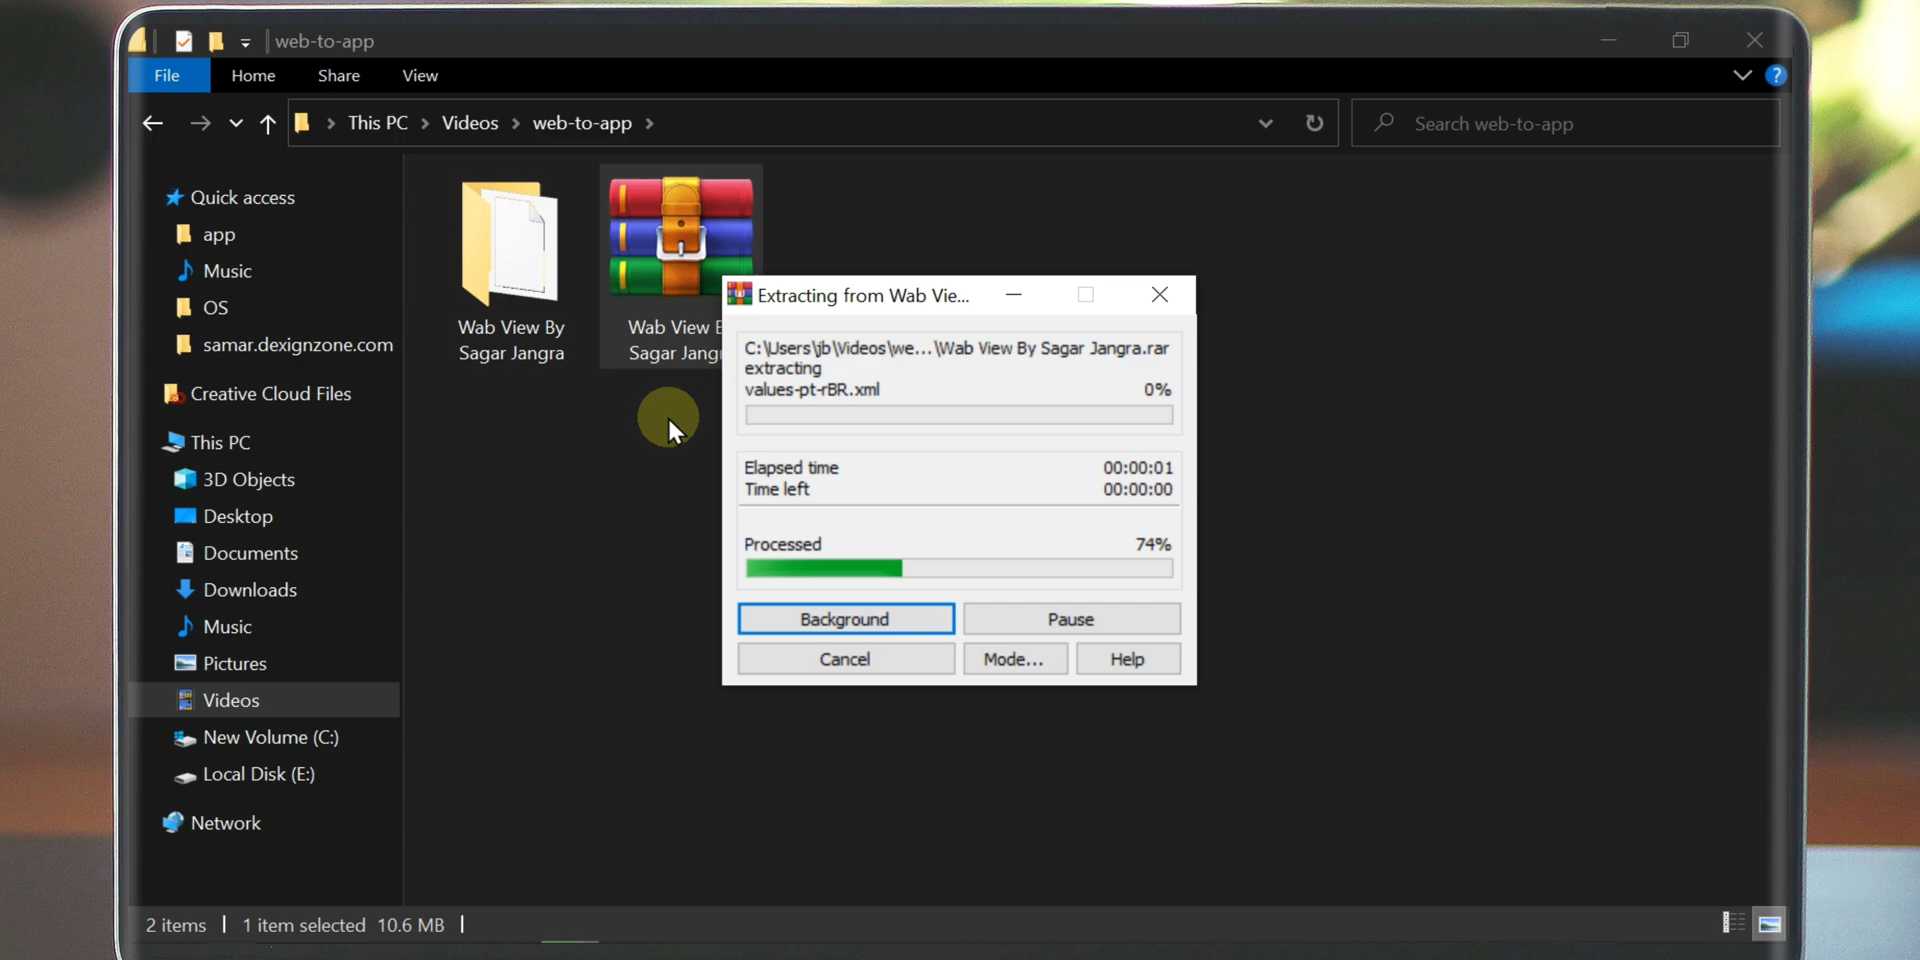 web-to-app
File Home Share View
This PC Videos web-to-app
Search web-to-app
Quick access
app
Music
OS
samar.dexignzone.com
Creative Cloud Files
This PC
3D Objects
Desktop
Documents
Downloads
Music
Pictures
Videos
New Volume (C:)
Local Disk (E:)
Network
Wab View By
Sagar Jangra
Wab View
Sagar
Extracting from Wab Vie...
C:\Users\jb\Videos\we...\Wab View By Sagar Jangra.rar
extracting
values-pt-rBR.xml 0%
Elapsed time 00:00:01
Time left 00:00:00
Processed 74%
Background Pause
Cancel Mode... Help
2 items 1 item selected 10.6 MB